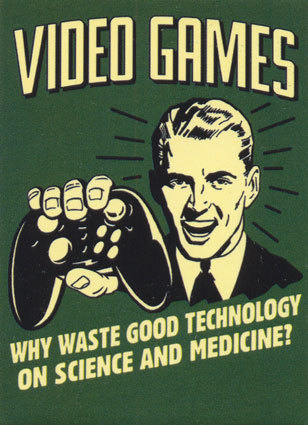 VIDEO GAMES
WHY WASTE GOOD TECHNOLOGY
ON SCIENCE AND MEDICINE?